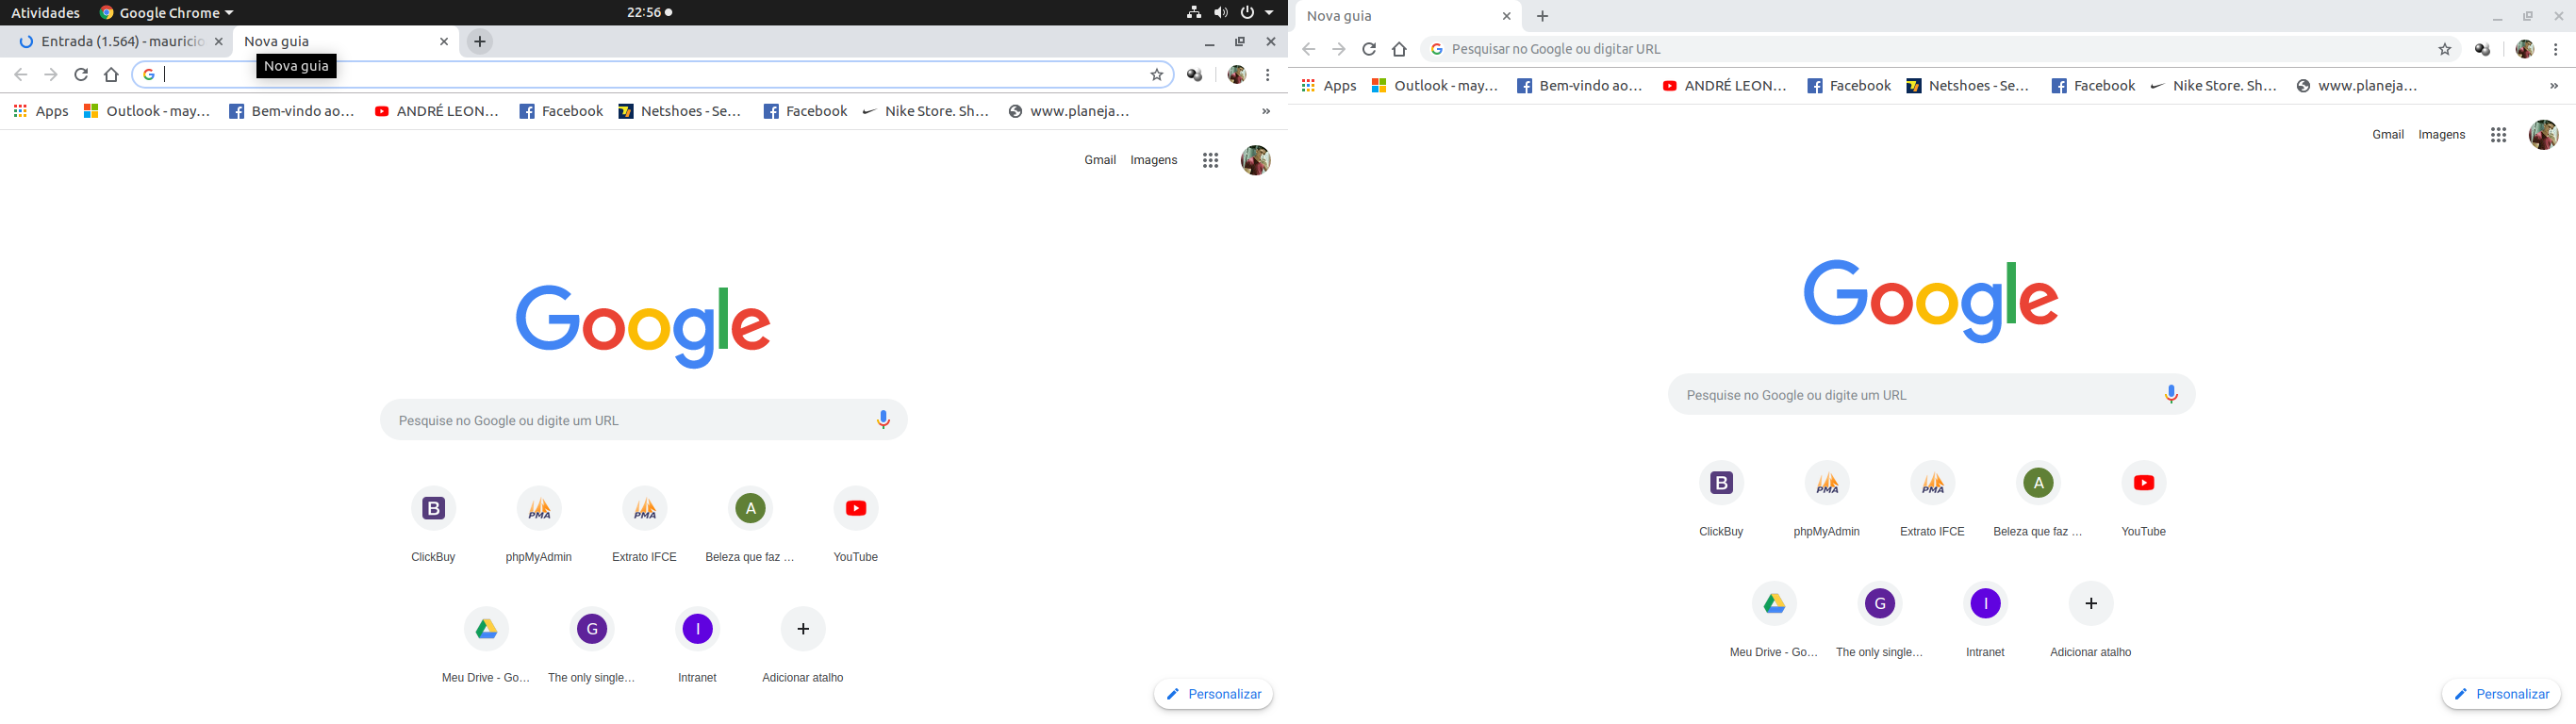 Atividades Google Chrome 22:56
Entrada (1.564) - mauricio Nova guia
Nova guia
Apps Outlook - may... Bem-vindo ao... ANDRÉ LEON... Facebook Netshoes - Se... Facebook Nike Store. Sh... www.planeja... »
Gmail Imagens
Google
Pesquise no Google ou digite um URL
B PMA PMA A
ClickBuy phpMyAdmin Extrato IFCE Beleza que faz ... YouTube
G I
Meu Drive - Go... The only single... Intranet Adicionar atalho
Personalizar
Nova guia
Pesquisar no Google ou digitar URL
Apps Outlook - may... Bem-vindo ao... ANDRÉ LEON... Facebook Netshoes - Se... Facebook Nike Store. Sh... www.planeja... »
Gmail Imagens
Google
Pesquise no Google ou digite um URL
B PMA PMA A
ClickBuy phpMyAdmin Extrato IFCE Beleza que faz ... YouTube
G I
Meu Drive - Go... The only single... Intranet Adicionar atalho
Personalizar